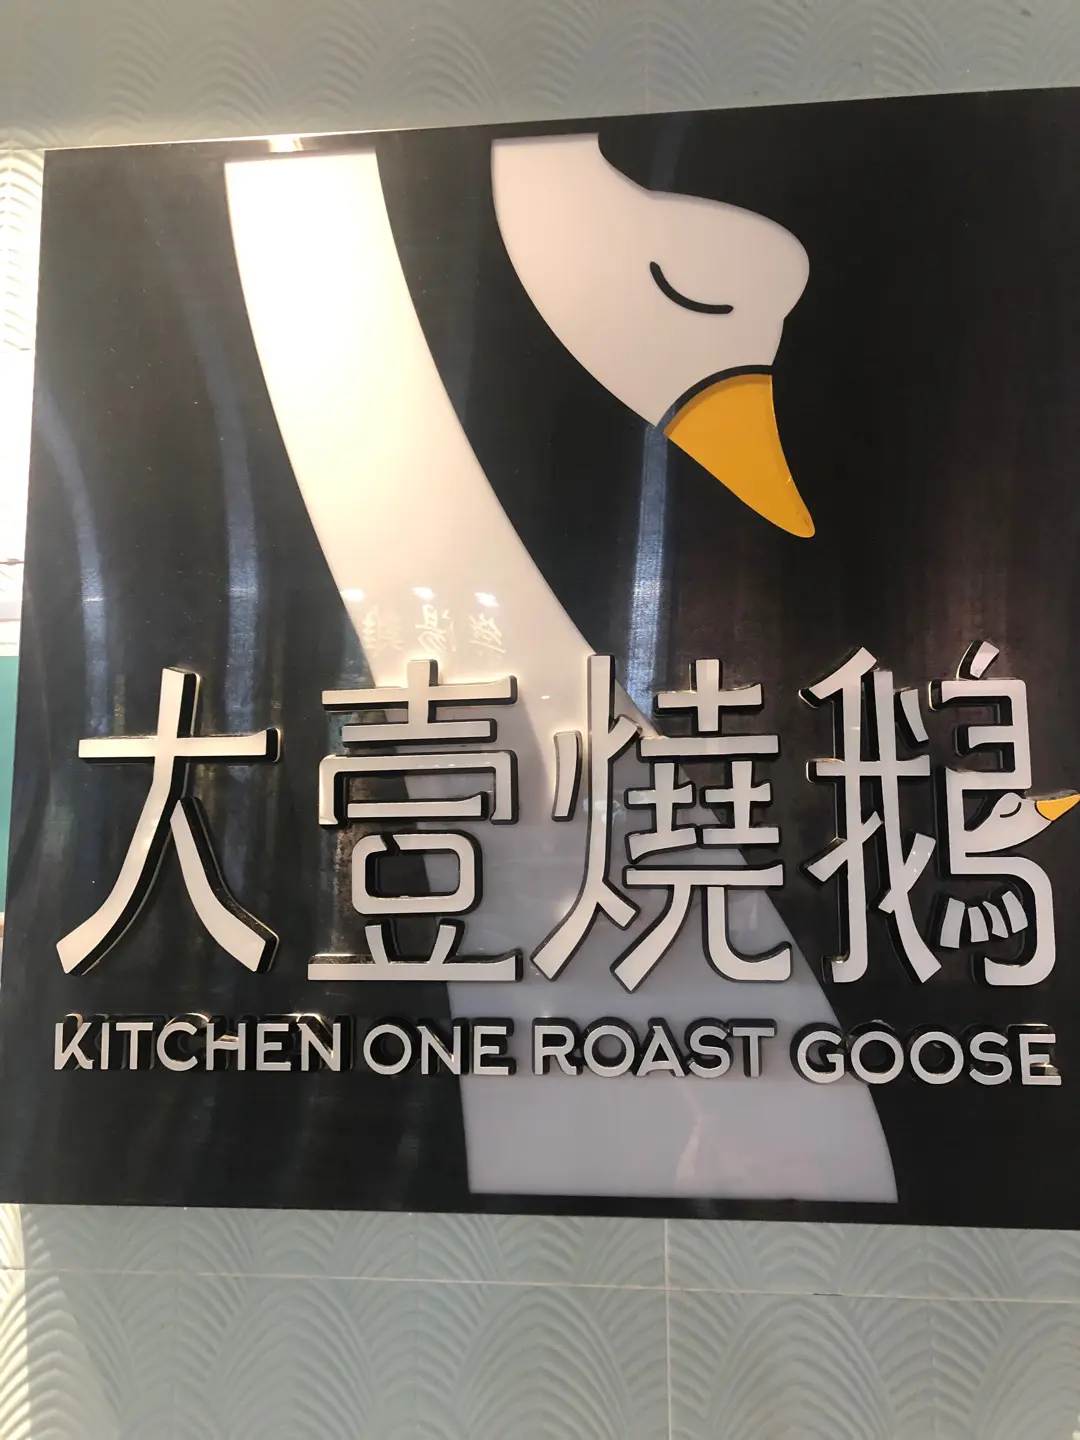 大壹燒鵝
KITCHEN ONE ROAST GOOSE